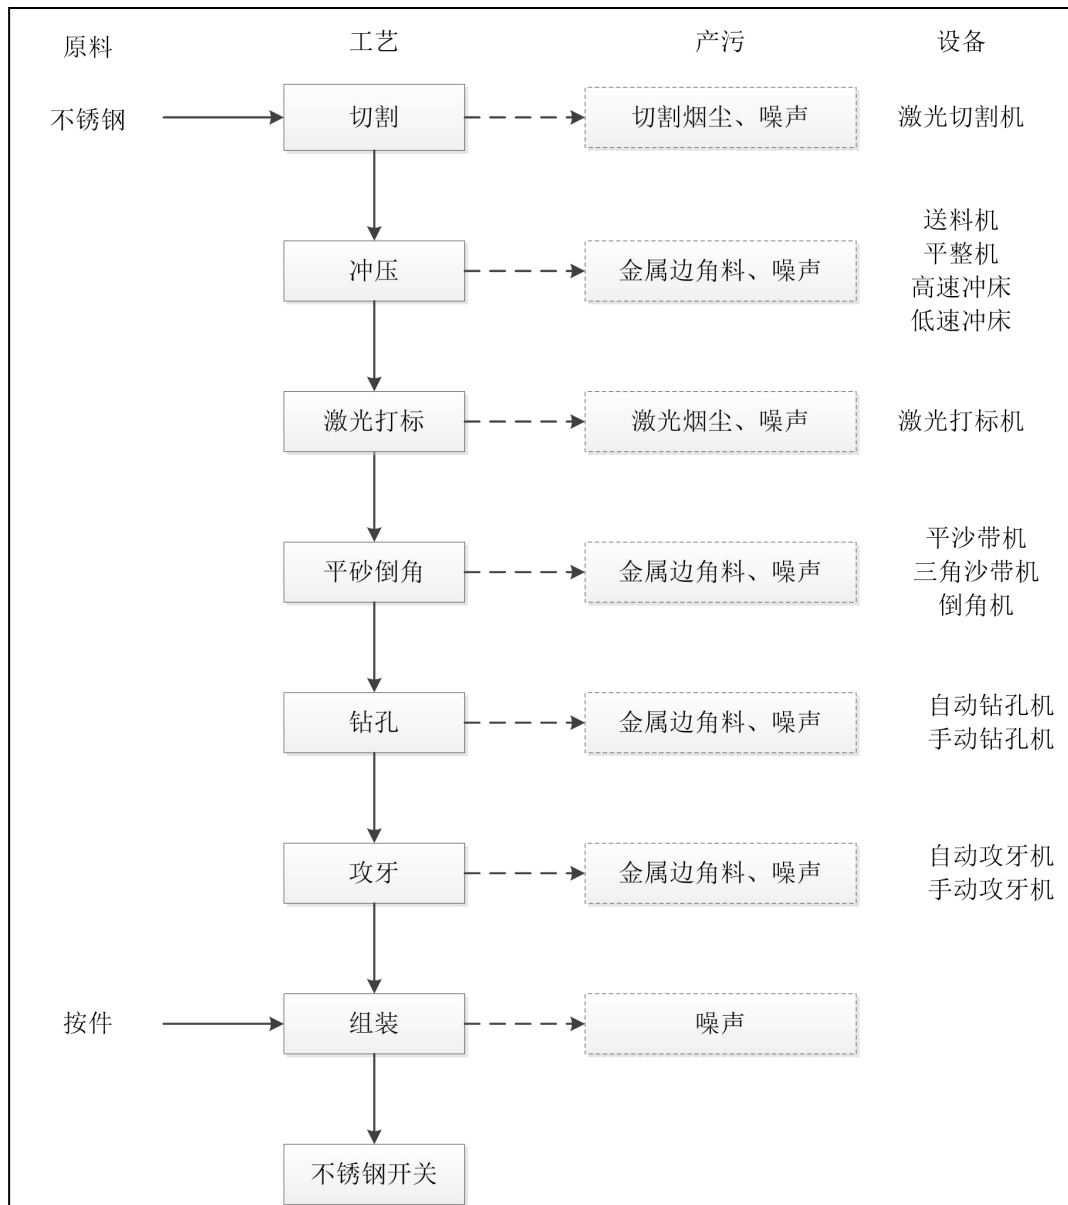 原料
工艺
产污
设备
不锈钢
切割
切割烟尘、噪声
激光切割机
冲压
金属边角料、噪声
送料机
平整机
高速冲床
低速冲床
激光打标
激光烟尘、噪声
激光打标机
平砂倒角
金属边角料、噪声
平沙带机
三角沙带机
倒角机
钻孔
金属边角料、噪声
自动钻孔机
手动钻孔机
攻牙
金属边角料、噪声
自动攻牙机
手动攻牙机
按件
组装
噪声
不锈钢开关